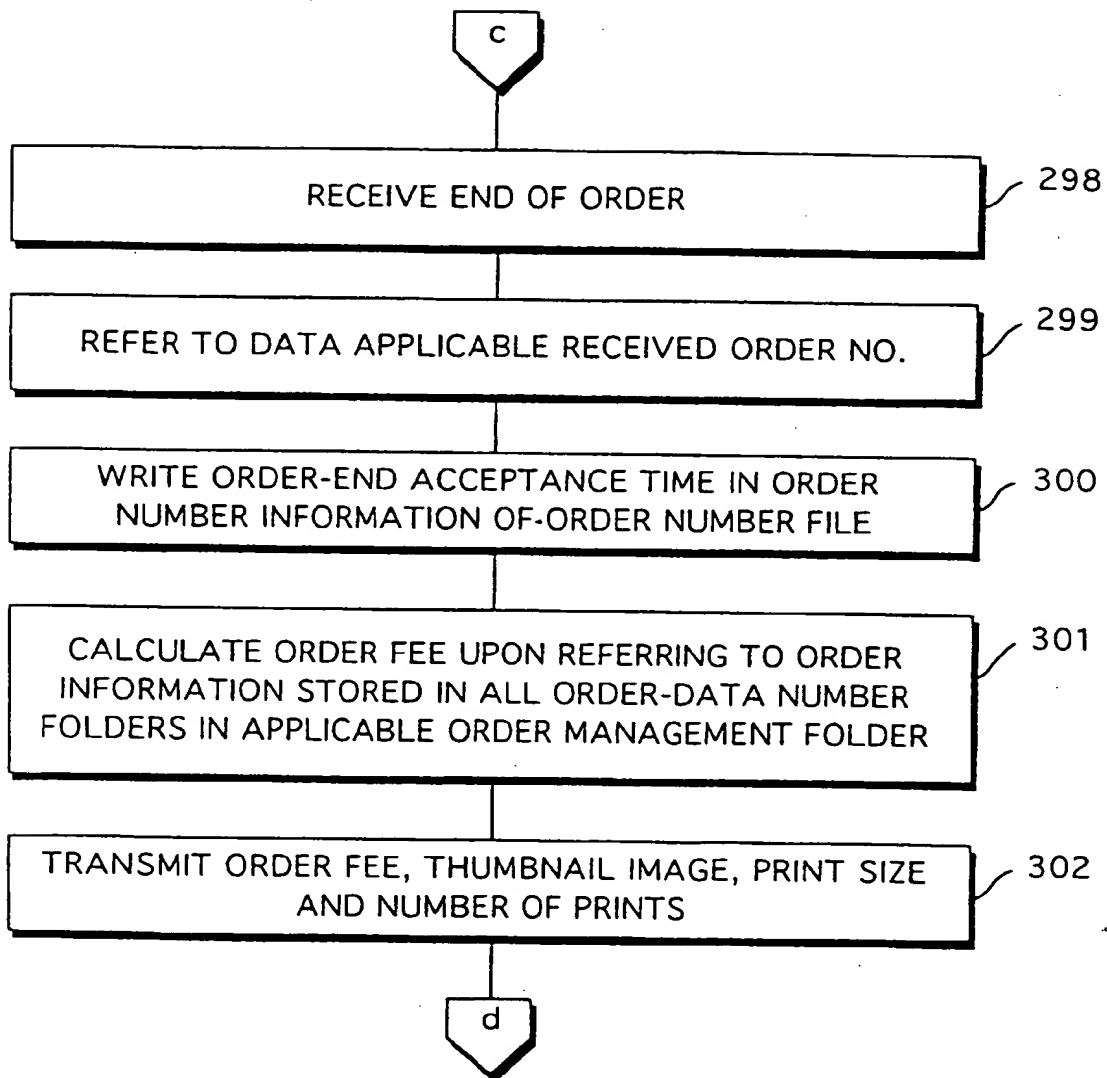 c
RECEIVE END OF ORDER
298
REFER TO DATA APPLICABLE RECEIVED ORDER NO.
299
WRITE ORDER-END ACCEPTANCE TIME IN ORDER
NUMBER INFORMATION OF-ORDER NUMBER FILE
300
CALCULATE ORDER FEE UPON REFERRING TO ORDER
INFORMATION STORED IN ALL ORDER-DATA NUMBER
FOLDERS IN APPLICABLE ORDER MANAGEMENT FOLDER
301
TRANSMIT ORDER FEE, THUMBNAIL IMAGE, PRINT SIZE
AND NUMBER OF PRINTS
302
d